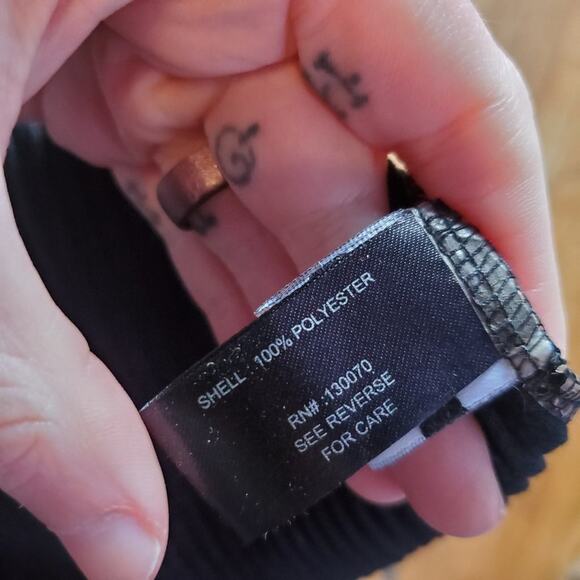 SHELL : 100% POLYESTER
RN# :130070
SEE REVERSE
FOR CARE